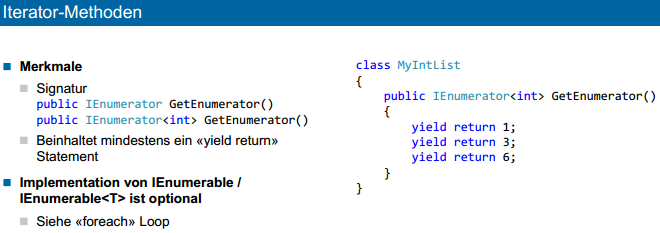 Iterator-Methoden
Merkmale
Signatur
public IEnumerator GetEnumerator()
public IEnumerator<int> GetEnumerator()
Beinhaltet mindestens ein «yield return»
Statement
Implementation von IEnumerable /
IEnumerable<T> ist optional
Siehe «foreach» Loop
class MyIntList
{
    public IEnumerator<int> GetEnumerator()
    {
        yield return 1;
        yield return 3;
        yield return 6;
    }
}